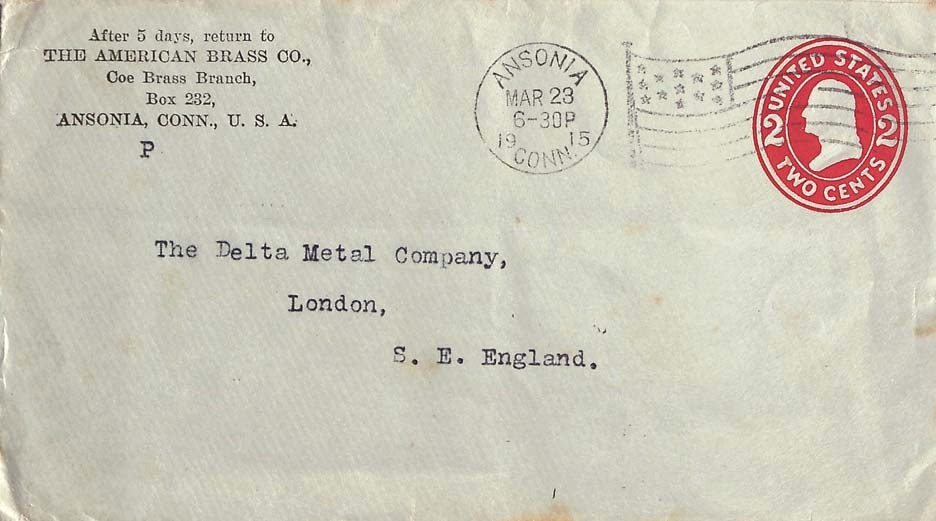 After 5 days, return to
THE AMERICAN BRASS CO.,
Coe Brass Branch,
Box 232,
ANSONIA, CONN., U. S. A.
P
ANSONIA
MAR 23
6-30P
19 15
CONN.
UNITED STATES
2 2
TWO CENTS
The Delta Metal Company,
London,
S. E. England.